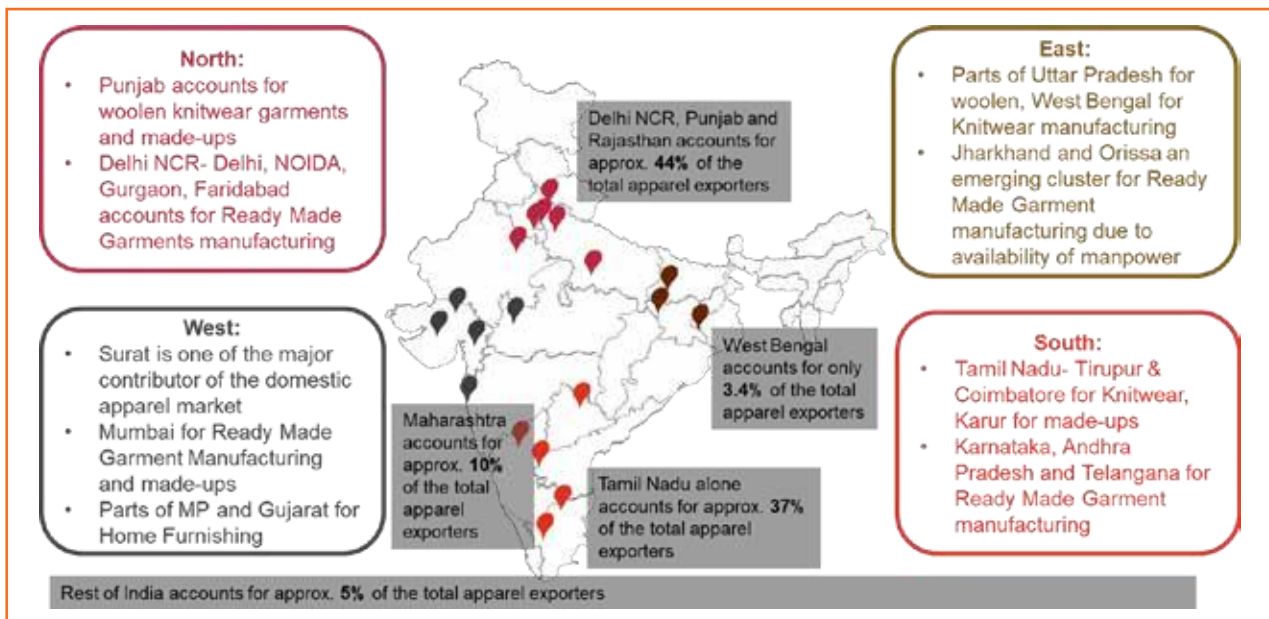 North:
• Punjab accounts for
woolen knitwear garments
and made-ups
• Delhi NCR- Delhi, NOIDA,
Gurgaon, Faridabad
accounts for Ready Made
Garments manufacturing
East:
• Parts of Uttar Pradesh for
woolen, West Bengal for
Knitwear manufacturing
• Jharkhand and Orissa an
emerging cluster for Ready
Made Garment
manufacturing due to
availability of manpower
Delhi NCR, Punjab and
Rajasthan accounts for
approx. 44% of the
total apparel exporters
West:
• Surat is one of the major
contributor of the domestic
apparel market
• Mumbai for Ready Made
Garment Manufacturing
and made-ups
• Parts of MP and Gujarat for
Home Furnishing
West Bengal
accounts for only
3.4% of the total
apparel exporters
Maharashtra
accounts for
approx. 10%
of the total
apparel
exporters
Tamil Nadu alone
accounts for approx. 37%
of the total apparel
exporters
South:
• Tamil Nadu- Tirupur &
Coimbatore for Knitwear,
Karur for made-ups
• Karnataka, Andhra
Pradesh and Telangana for
Ready Made Garment
manufacturing
Rest of India accounts for approx. 5% of the total apparel exporters